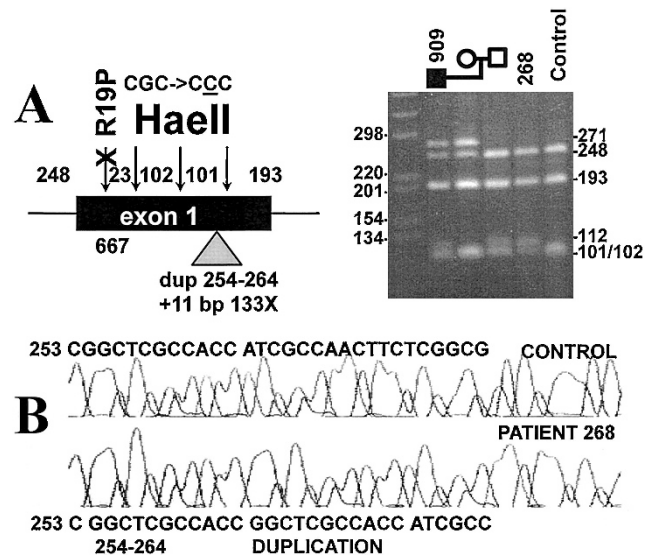 A
X R19P
CGC->CCC
HaeII
248 23 102 101 193
exon 1
667
dup 254-264
+11 bp 133X
909
268
Control
298-
220-
201-
154-
134-
-271
-248
-193
-112
-101/102
B
253 CGGCTCGCCACC ATCGCCAACTTCTCGGCG
CONTROL
PATIENT 268
253 C GGCTCGCCACC GGCTCGCCACC ATCGCC
254-264 DUPLICATION